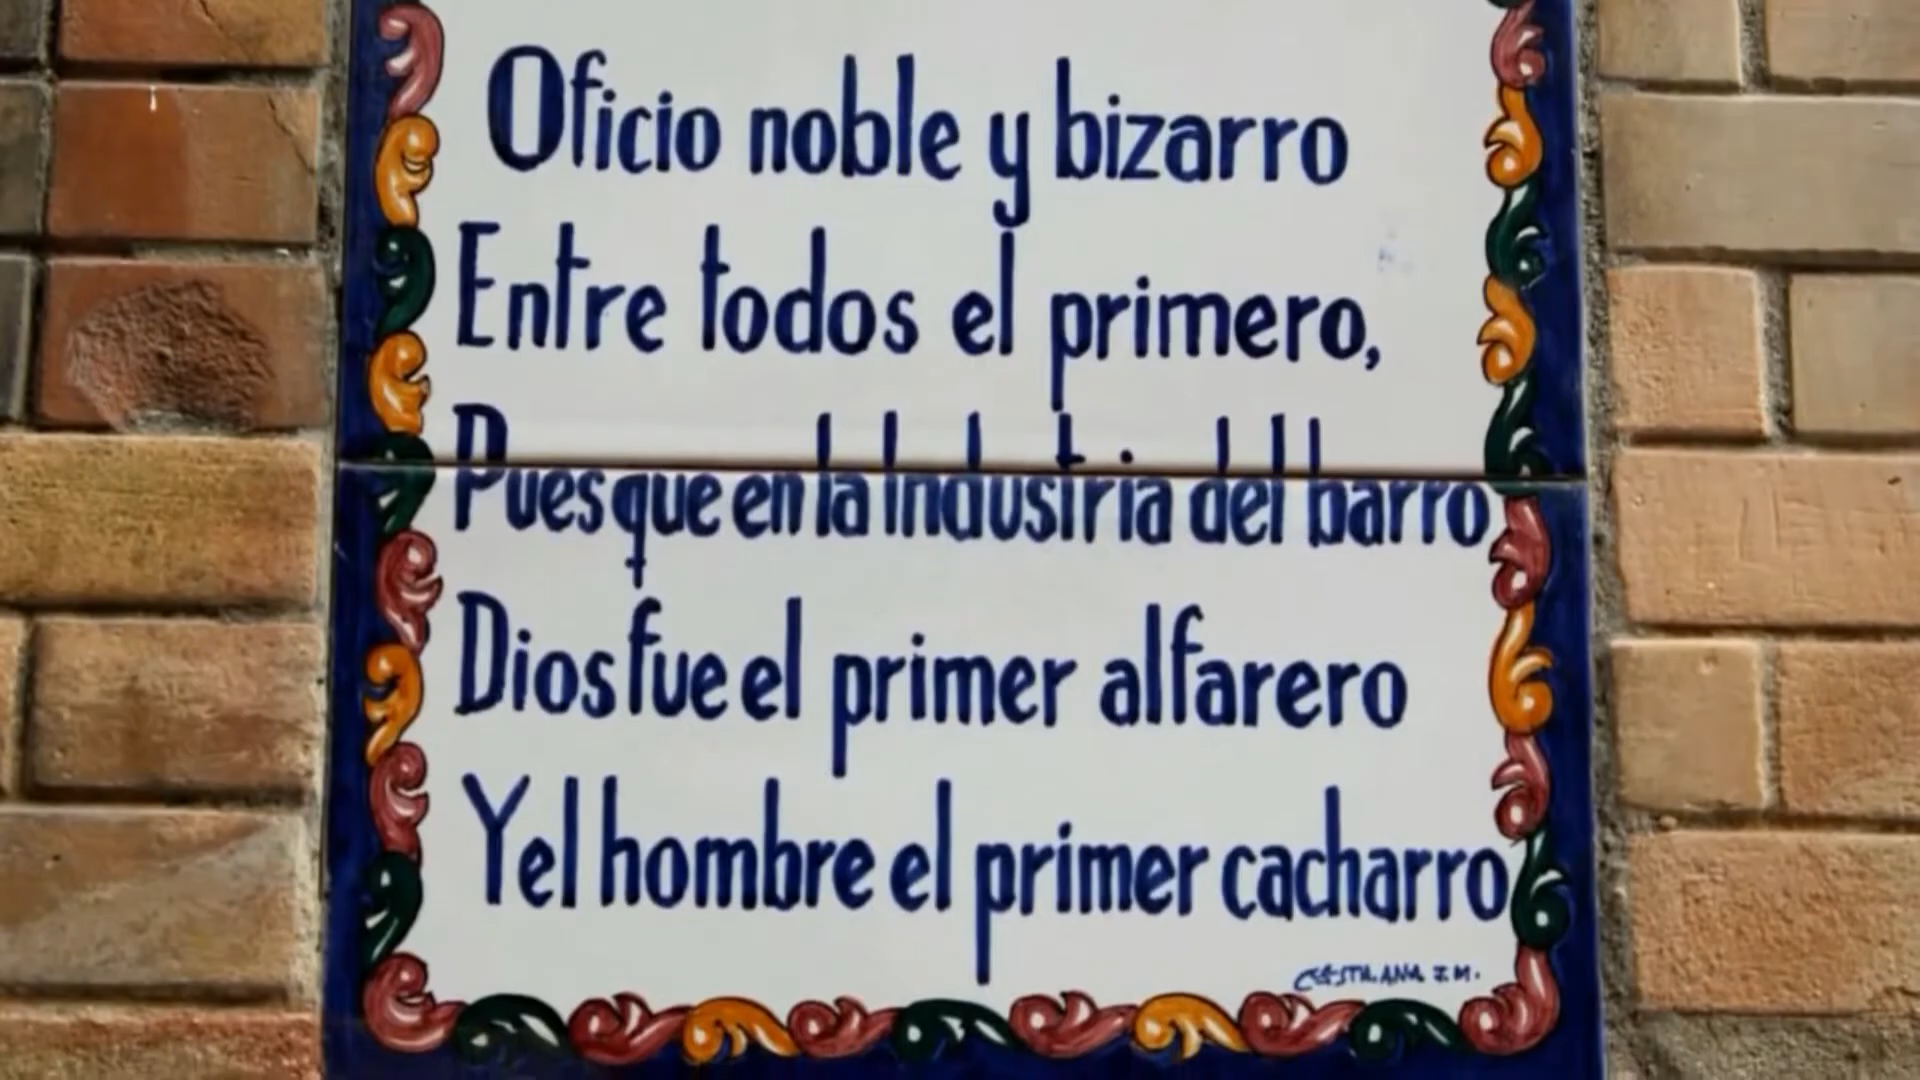 Oficio noble y bizarro
Entre todos el primero,
Pues que en la Industria del barro
Dios fue el primer alfarero
Y el hombre el primer cacharro